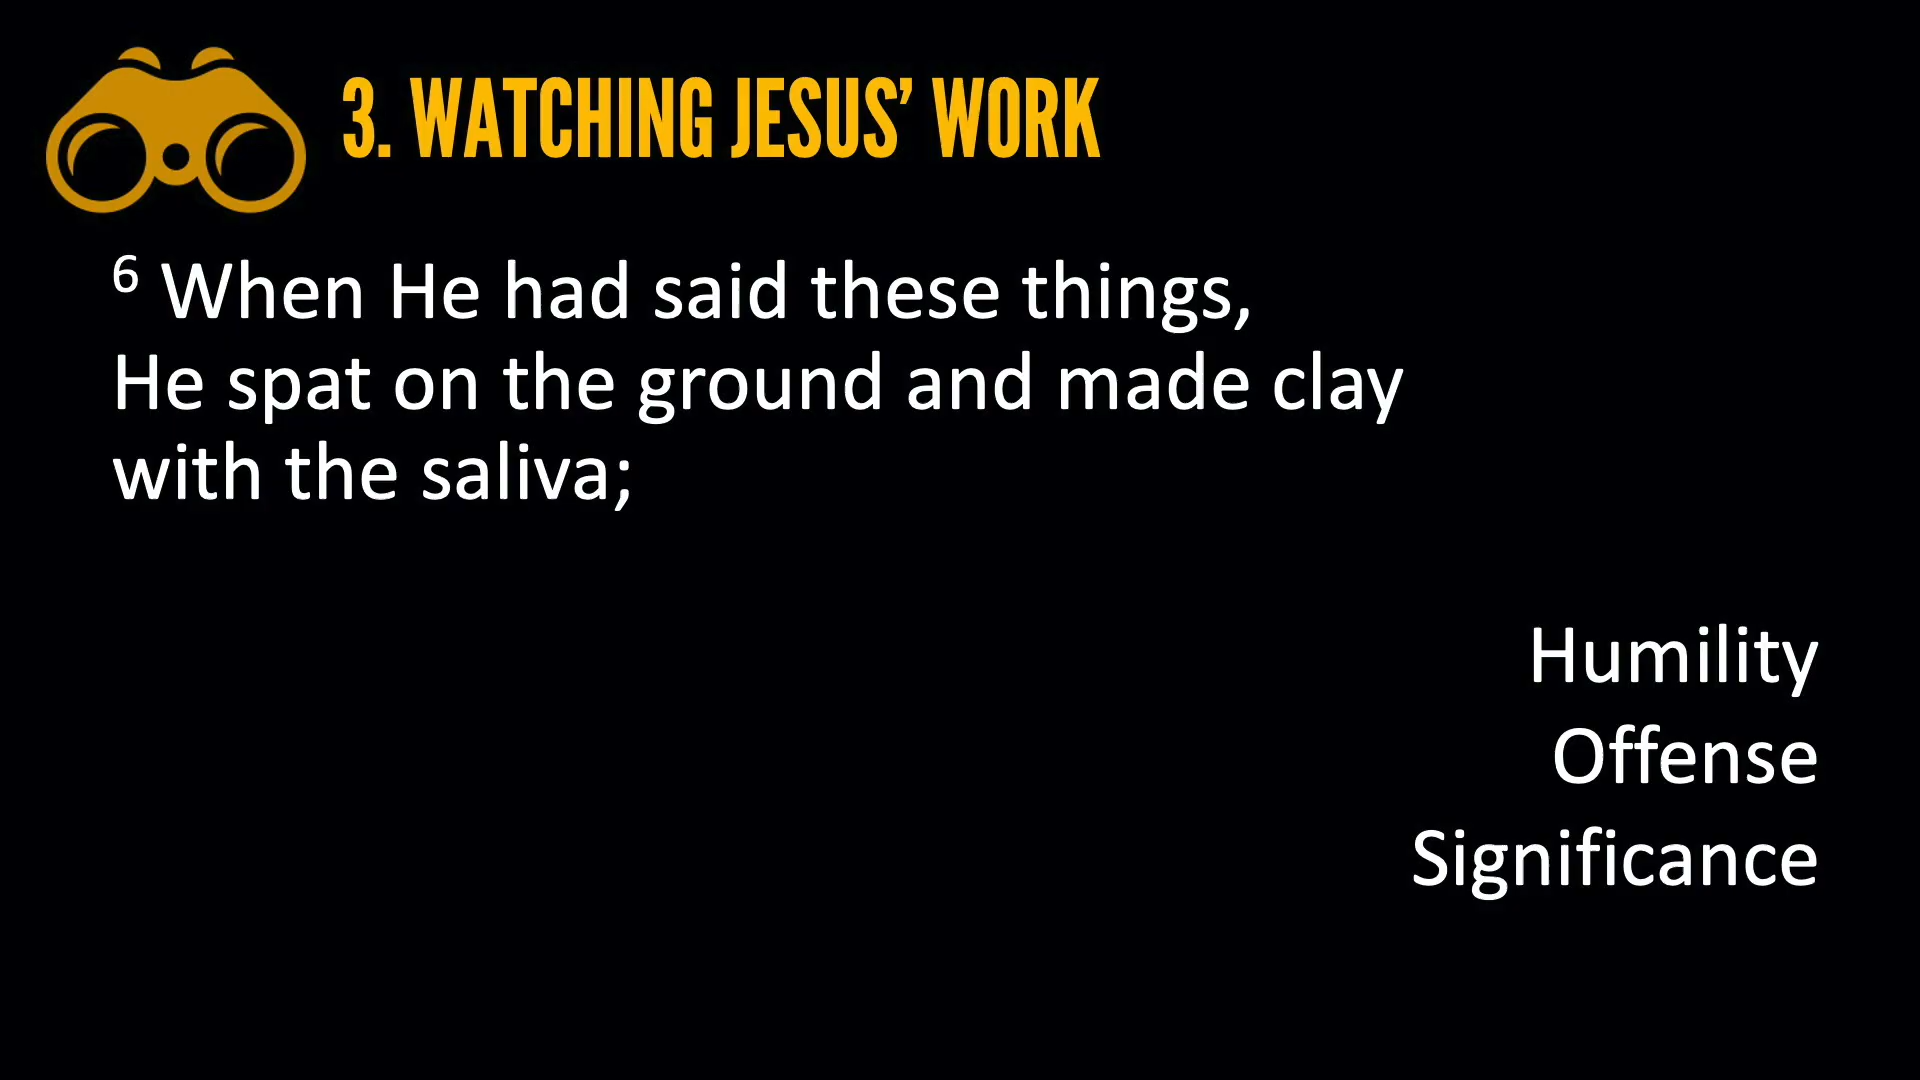 3. WATCHING JESUS’ WORK
6 When He had said these things,
He spat on the ground and made clay
with the saliva;
Humility
Offense
Significance